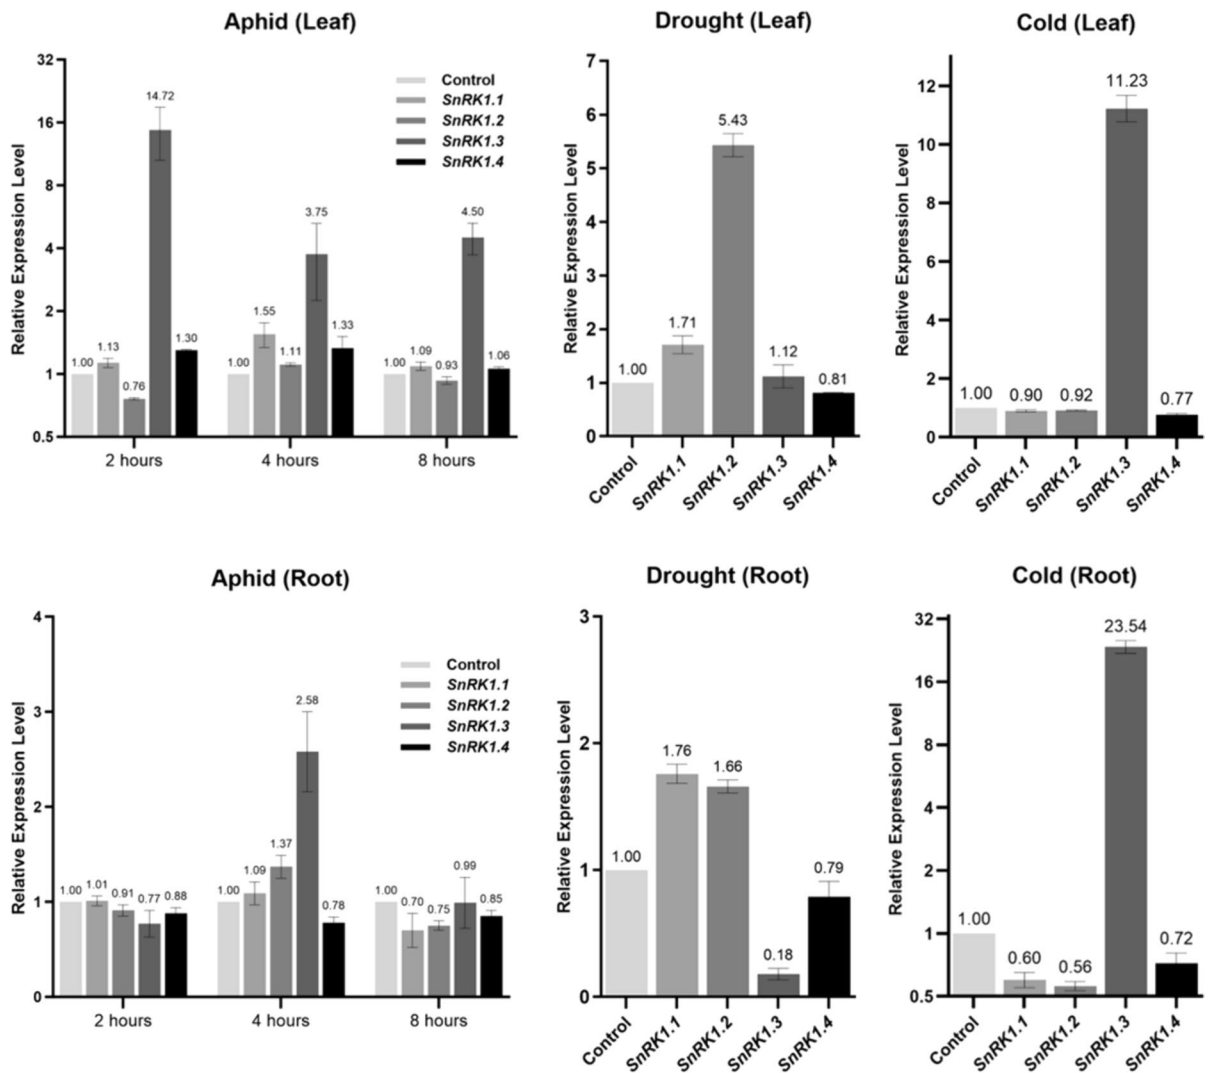 Aphid (Leaf)
Relative Expression Level
32
16
8
4
2
1
0.5
Control
SnRK1.1
SnRK1.2
SnRK1.3
SnRK1.4
1.00
1.13
0.76
14.72
1.30
1.00
1.55
1.11
3.75
1.33
1.00
1.09
0.93
4.50
1.06
2 hours
4 hours
8 hours
Drought (Leaf)
Relative Expression Level
7
6
5
4
3
2
1
0
1.00
1.71
5.43
1.12
0.81
Control
SnRK1.1
SnRK1.2
SnRK1.3
SnRK1.4
Cold (Leaf)
Relative Expression Level
12
10
8
6
4
2
0
1.00
0.90
0.92
11.23
0.77
Control
SnRK1.1
SnRK1.2
SnRK1.3
SnRK1.4
Aphid (Root)
Relative Expression Level
4
3
2
1
0
Control
SnRK1.1
SnRK1.2
SnRK1.3
SnRK1.4
1.00
1.01
0.91
0.77
0.88
1.00
1.09
1.37
2.58
0.78
1.00
0.70
0.75
0.99
0.85
2 hours
4 hours
8 hours
Drought (Root)
Relative Expression Level
3
2
1
0
1.00
1.76
1.66
0.18
0.79
Control
SnRK1.1
SnRK1.2
SnRK1.3
SnRK1.4
Cold (Root)
Relative Expression Level
32
16
8
4
2
1
0.5
1.00
0.60
0.56
23.54
0.72
Control
SnRK1.1
SnRK1.2
SnRK1.3
SnRK1.4